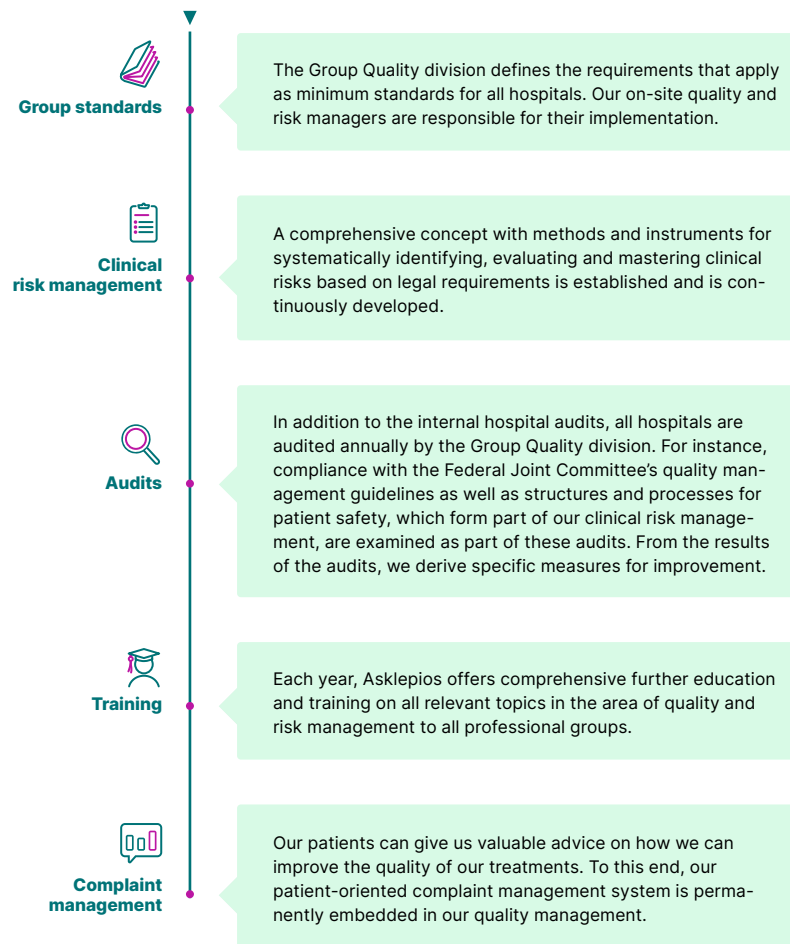 Group standards
The Group Quality division defines the requirements that apply
as minimum standards for all hospitals. Our on-site quality and
risk managers are responsible for their implementation.
Clinical
risk management
A comprehensive concept with methods and instruments for
systematically identifying, evaluating and mastering clinical
risks based on legal requirements is established and is con-
tinuously developed.
Audits
In addition to the internal hospital audits, all hospitals are
audited annually by the Group Quality division. For instance,
compliance with the Federal Joint Committee’s quality man-
agement guidelines as well as structures and processes for
patient safety, which form part of our clinical risk manage-
ment, are examined as part of these audits. From the results
of the audits, we derive specific measures for improvement.
Training
Each year, Asklepios offers comprehensive further education
and training on all relevant topics in the area of quality and
risk management to all professional groups.
Complaint
management
Our patients can give us valuable advice on how we can
improve the quality of our treatments. To this end, our
patient-oriented complaint management system is perma-
nently embedded in our quality management.